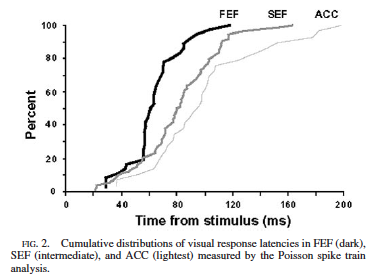 FEF SEF ACC
100
80
60
40
20
0
Percent
0 40 80 120 160 200
Time from stimulus (ms)
FIG. 2. Cumulative distributions of visual response latencies in FEF (dark),
SEF (intermediate), and ACC (lightest) measured by the Poisson spike train
analysis.